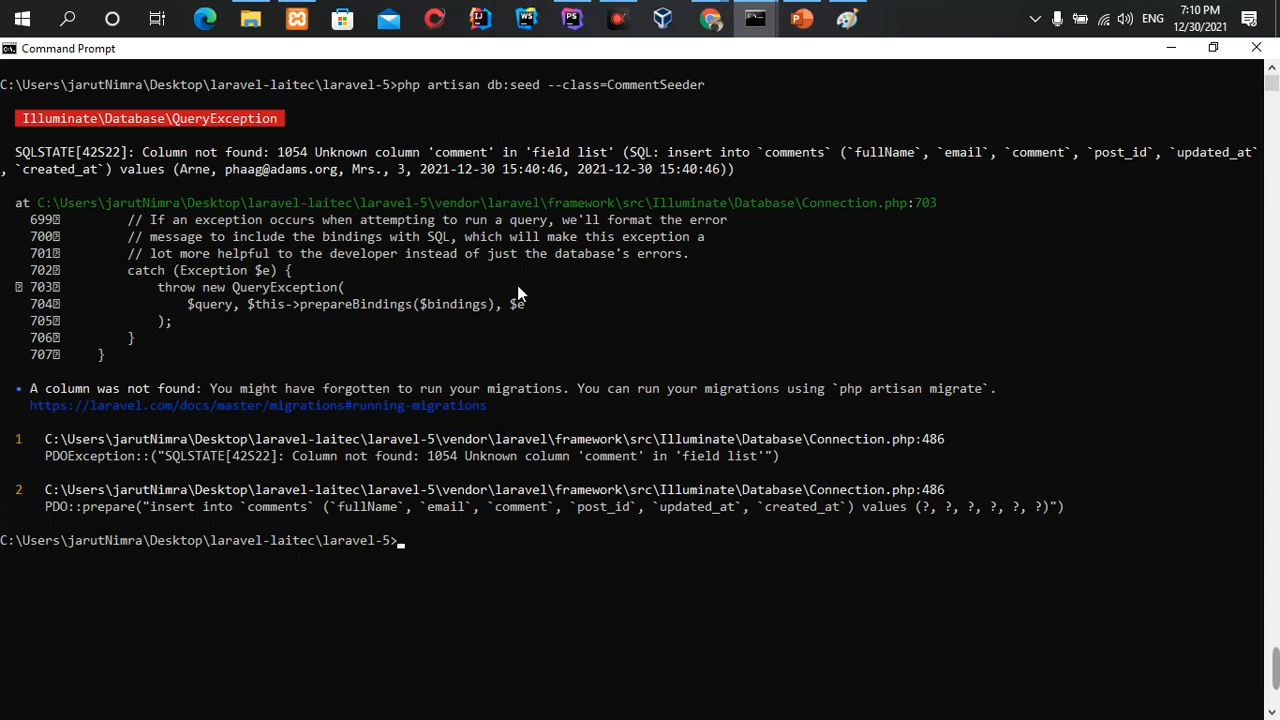 7:10 PM
ENG
12/30/2021
Command Prompt
C:\Users\jarutNimra\Desktop\laravel-laitec\laravel-5>php artisan db:seed --class=CommentSeeder
Illuminate\Database\QueryException
SQLSTATE[42S22]: Column not found: 1054 Unknown column 'comment' in 'field list' (SQL: insert into `comments` (`fullName`, `email`, `comment`, `post_id`, `updated_at`
, `created_at`) values (Arne, phaag@adams.org, Mrs., 3, 2021-12-30 15:40:46, 2021-12-30 15:40:46))
at C:\Users\jarutNimra\Desktop\laravel-laitec\laravel-5\vendor\laravel\framework\src\Illuminate\Database\Connection.php:703
699 // If an exception occurs when attempting to run a query, we'll format the error
700 // message to include the bindings with SQL, which will make this exception a
701 // lot more helpful to the developer instead of just the database's errors.
702 catch (Exception $e) {
703 throw new QueryException(
704 $query, $this->prepareBindings($bindings), $e
705 );
706 }
707 }
• A column was not found: You might have forgotten to run your migrations. You can run your migrations using `php artisan migrate`.
https://laravel.com/docs/master/migrations#running-migrations
1 C:\Users\jarutNimra\Desktop\laravel-laitec\laravel-5\vendor\laravel\framework\src\Illuminate\Database\Connection.php:486
PDOException::("SQLSTATE[42S22]: Column not found: 1054 Unknown column 'comment' in 'field list'")
2 C:\Users\jarutNimra\Desktop\laravel-laitec\laravel-5\vendor\laravel\framework\src\Illuminate\Database\Connection.php:486
PDO::prepare("insert into `comments` (`fullName`, `email`, `comment`, `post_id`, `updated_at`, `created_at`) values (?, ?, ?, ?, ?, ?)")
C:\Users\jarutNimra\Desktop\laravel-laitec\laravel-5>